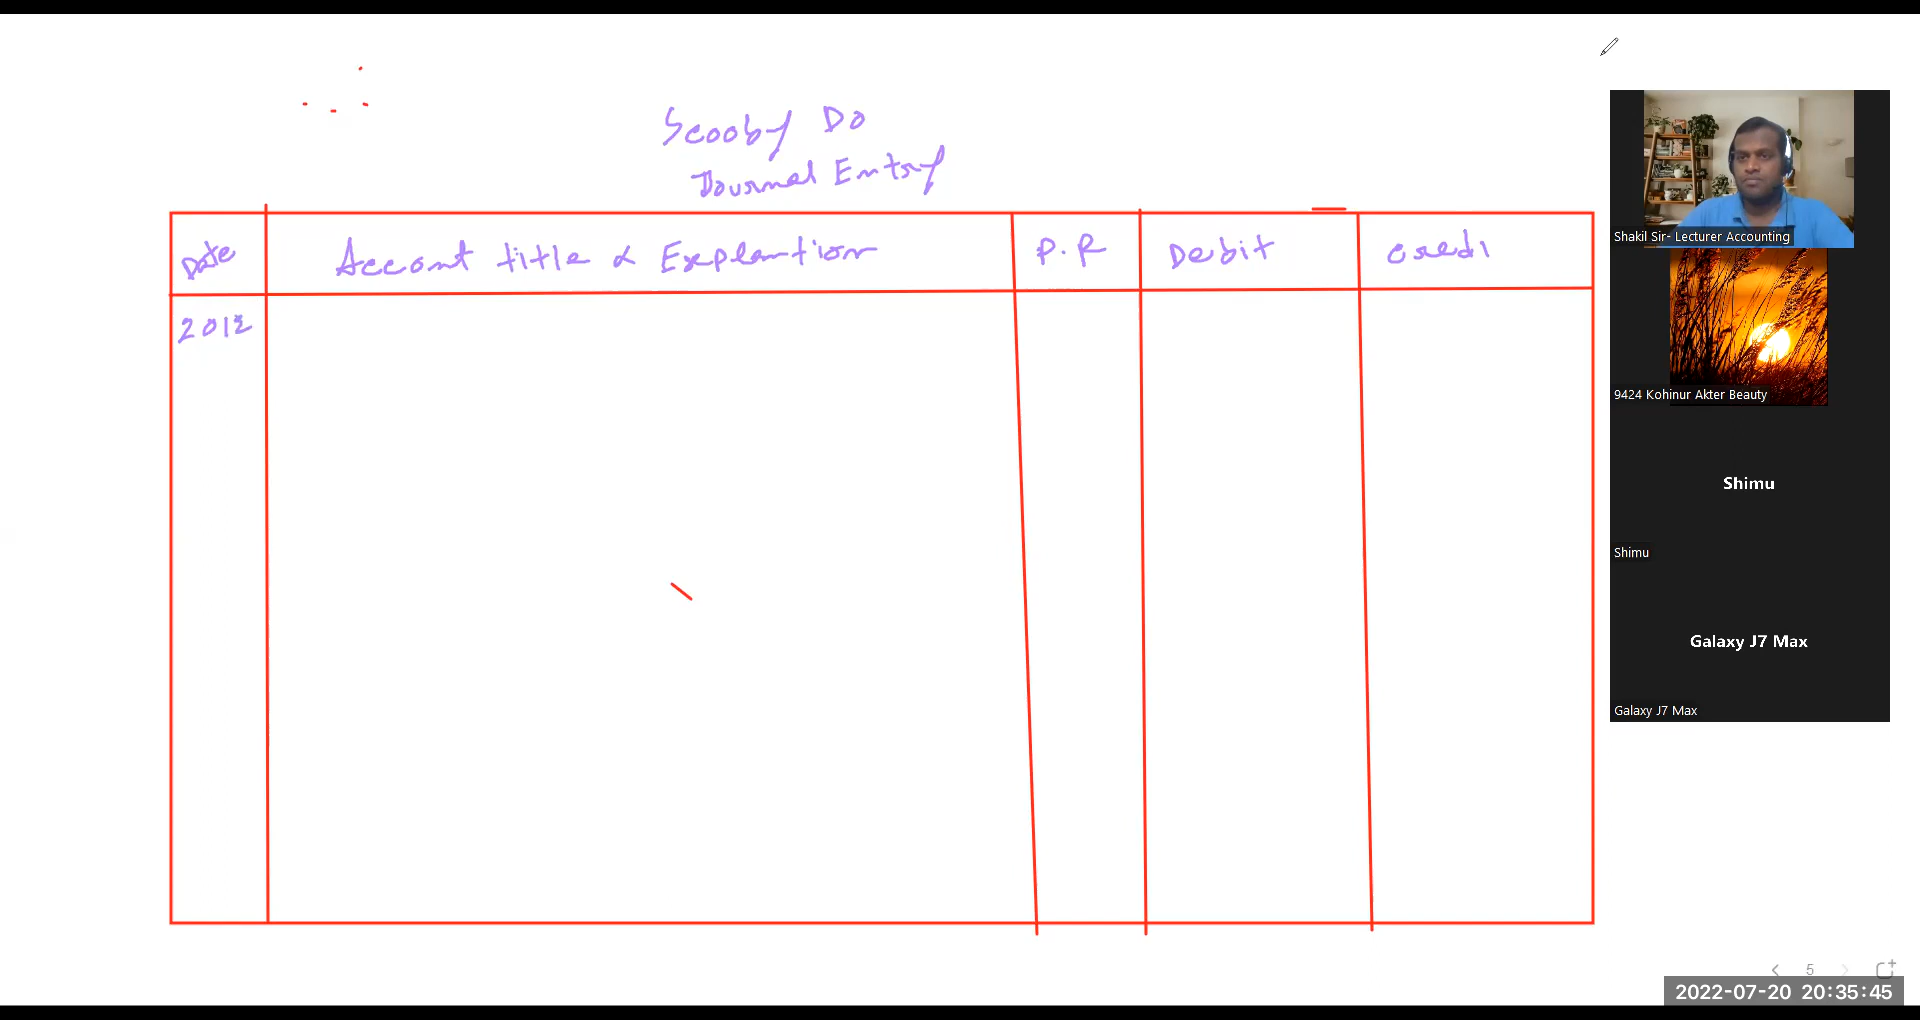 Scooby Do
Journal Entry
Date Account title & Explantion P.R Debit credi
2012
Shakil Sir- Lecturer Accounting
9424 Kohinur Akter Beauty
Shimu
Shimu
Galaxy J7 Max
Galaxy J7 Max
5
2022-07-20 20:35:45